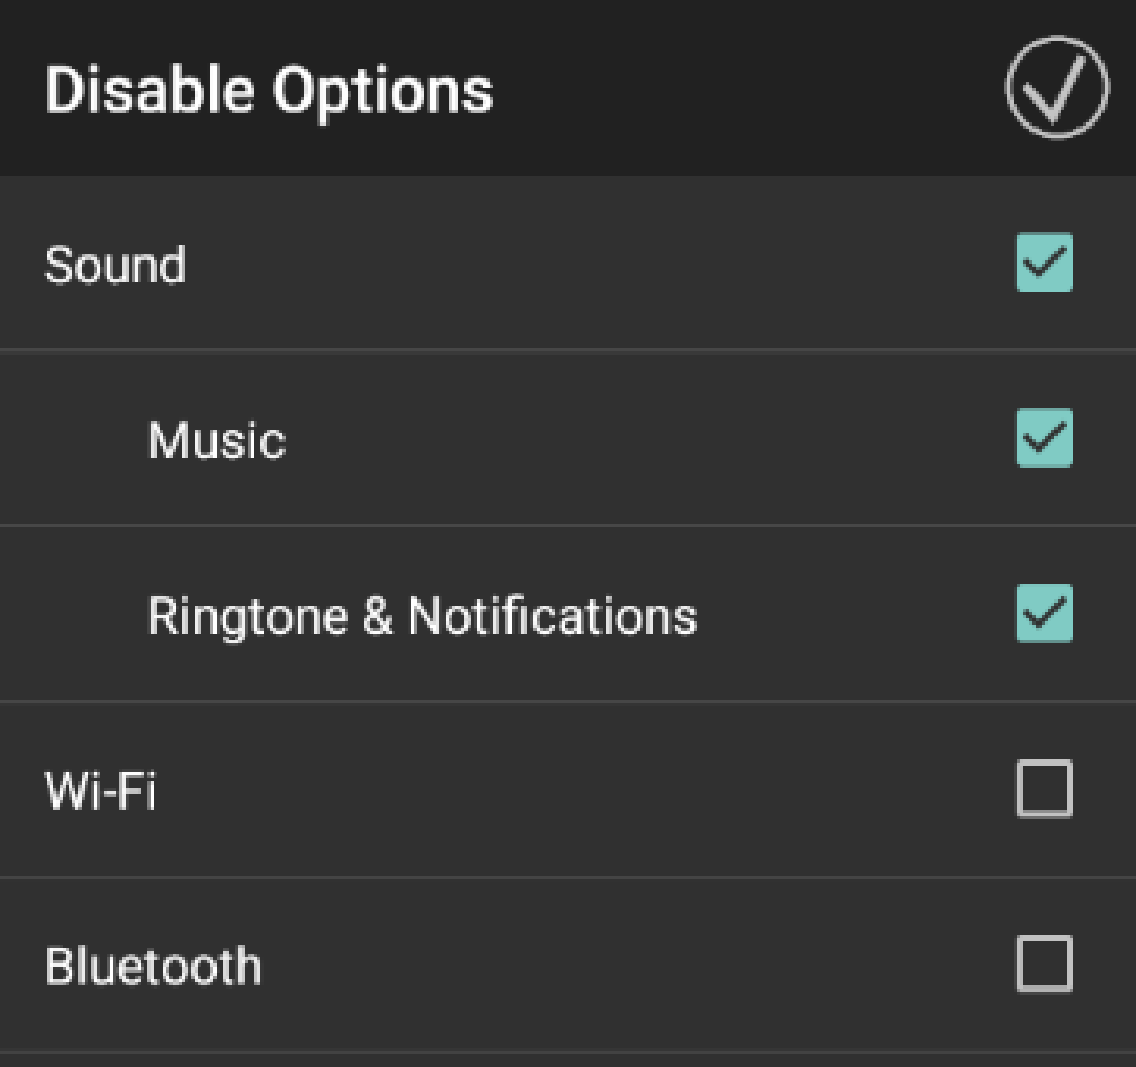 Disable Options
Sound
Music
Ringtone & Notifications
Wi-Fi
Bluetooth